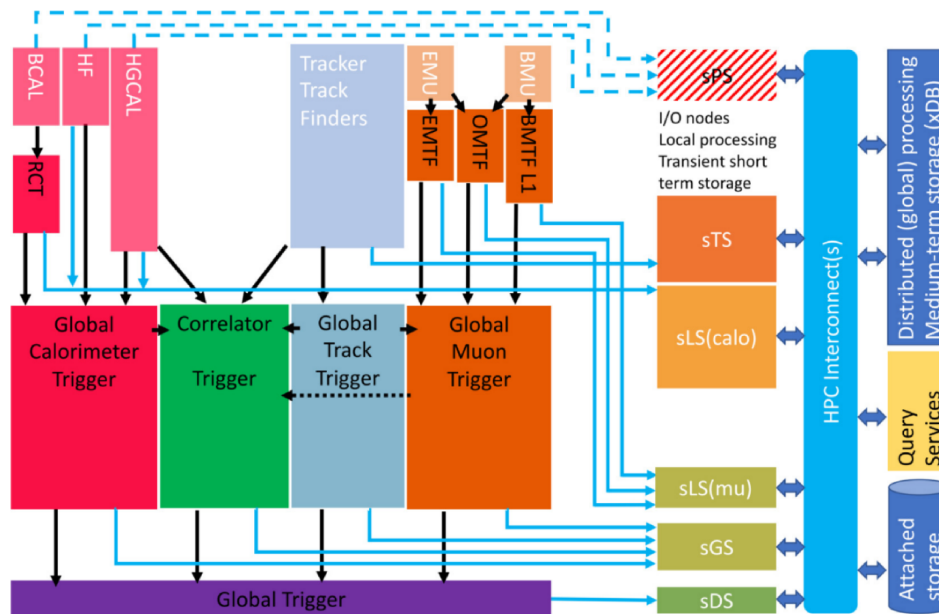 BCAL
HF
HGCAL
Tracker
Track
Finders
EMU
BMU
EMTF
OMTF
BMTF L1
RCT
sPS
I/O nodes
Local processing
Transient short
term storage
sTS
sLS(calo)
Global
Calorimeter
Trigger
Correlator
Trigger
Global
Track
Trigger
Global
Muon
Trigger
sLS(mu)
sGS
sDS
Global Trigger
HPC Interconnect(s)
Distributed (global) processing
Medium-term storage (xDB)
Query
Services
Attached
storage